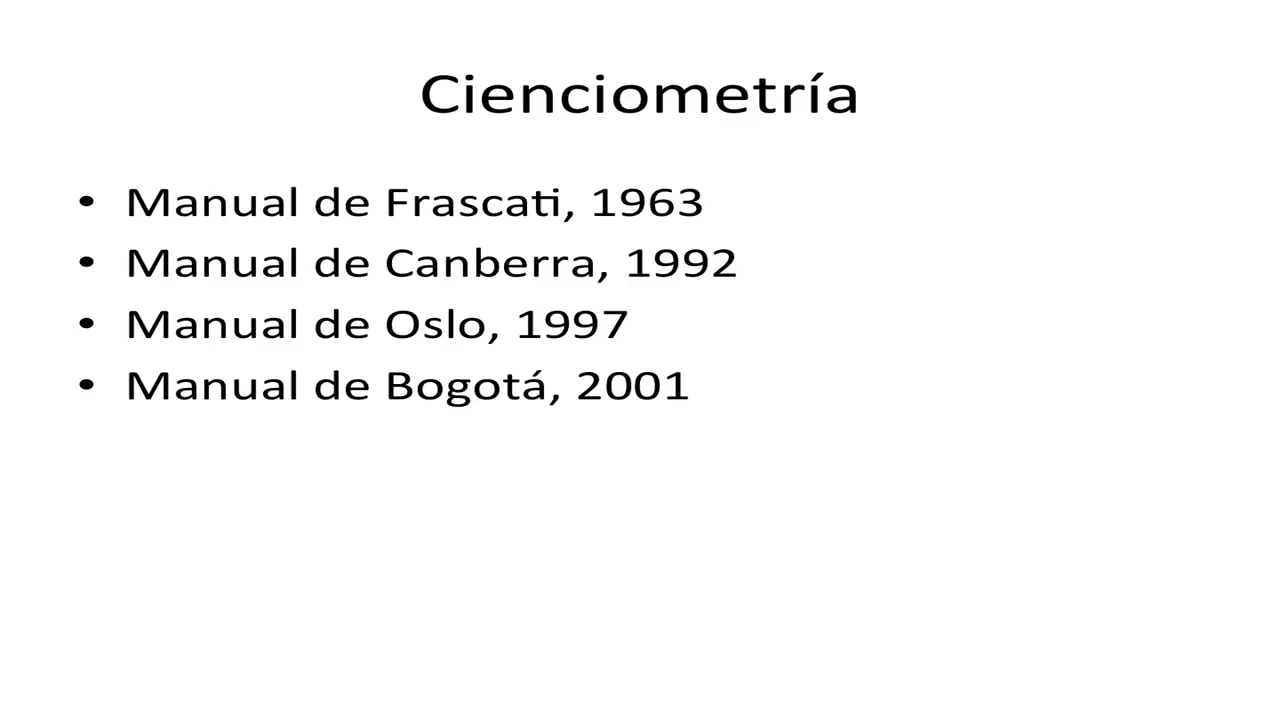 Cienciometría
• Manual de Frascati, 1963
• Manual de Canberra, 1992
• Manual de Oslo, 1997
• Manual de Bogotá, 2001